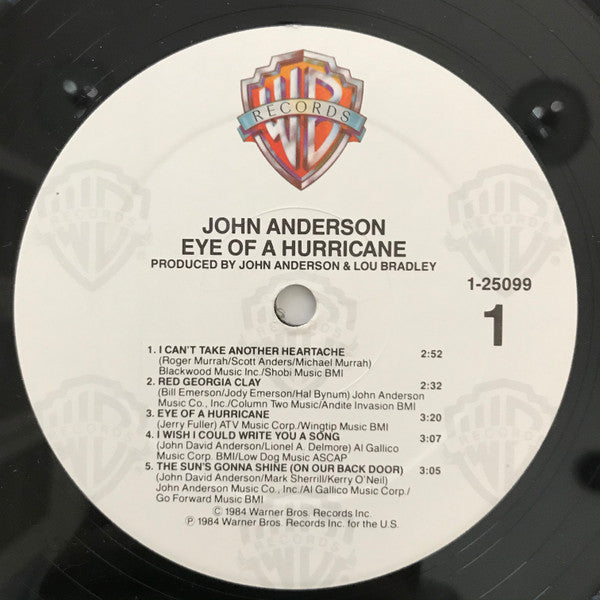 WB
RECORDS
JOHN ANDERSON
EYE OF A HURRICANE
PRODUCED BY JOHN ANDERSON & LOU BRADLEY
1-25099
1
1. I CAN'T TAKE ANOTHER HEARTACHE 2:52
(Roger Murrah/Scott Anders/Michael Murrah)
Blackwood Music Inc./Shobi Music BMI
2. RED GEORGIA CLAY 2:32
(Bill Emerson/Jody Emerson/Hal Bynum) John Anderson
Music Co., Inc./Column Two Music/Andite Invasion BMI
3. EYE OF A HURRICANE 3:20
(Jerry Fuller) ATV Music Corp./Wingtip Music BMI
4. I WISH I COULD WRITE YOU A SONG 3:07
(John David Anderson/Lionel A. Delmore) Al Gallico
Music Corp. BMI/Low Dog Music ASCAP
5. THE SUN'S GONNA SHINE (ON OUR BACK DOOR) 3:05
(John David Anderson/Mark Sherrill/Kerry O'Neil)
John Anderson Music Co., Inc./Al Gallico Music Corp./
Go Forward Music BMI
© 1984 Warner Bros. Records Inc.
℗ 1984 Warner Bros. Records Inc. for the U.S.